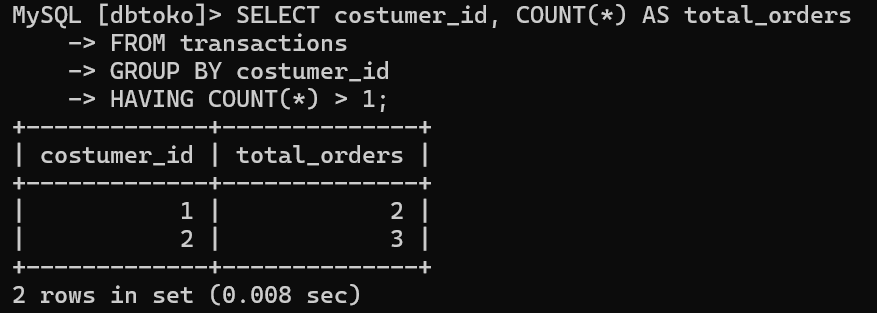 MySQL [dbtoko]> SELECT costumer_id, COUNT(*) AS total_orders
    -> FROM transactions
    -> GROUP BY costumer_id
    -> HAVING COUNT(*) > 1;
+-------------+--------------+
| costumer_id | total_orders |
+-------------+--------------+
|           1 |            2 |
|           2 |            3 |
+-------------+--------------+
2 rows in set (0.008 sec)